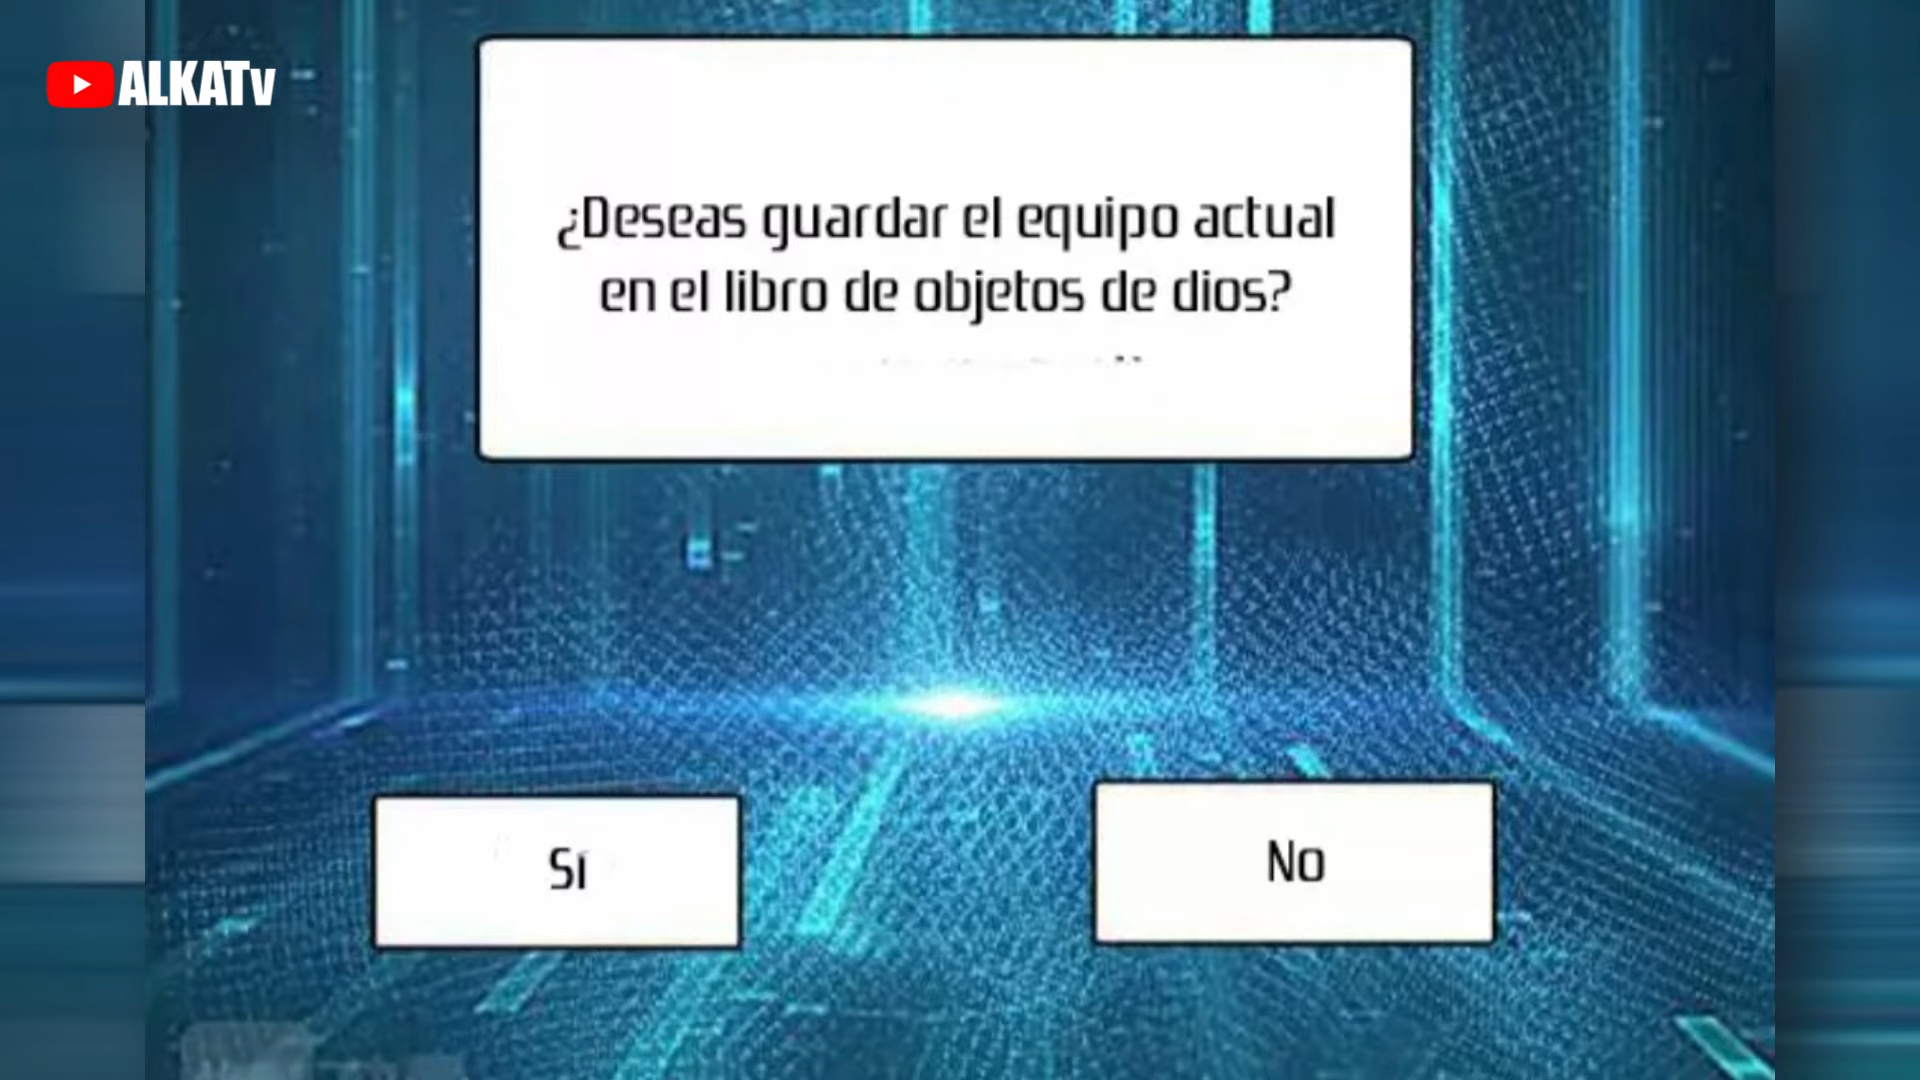 ALKATv
¿Deseas guardar el equipo actual
en el libro de objetos de dios?
Sí
No